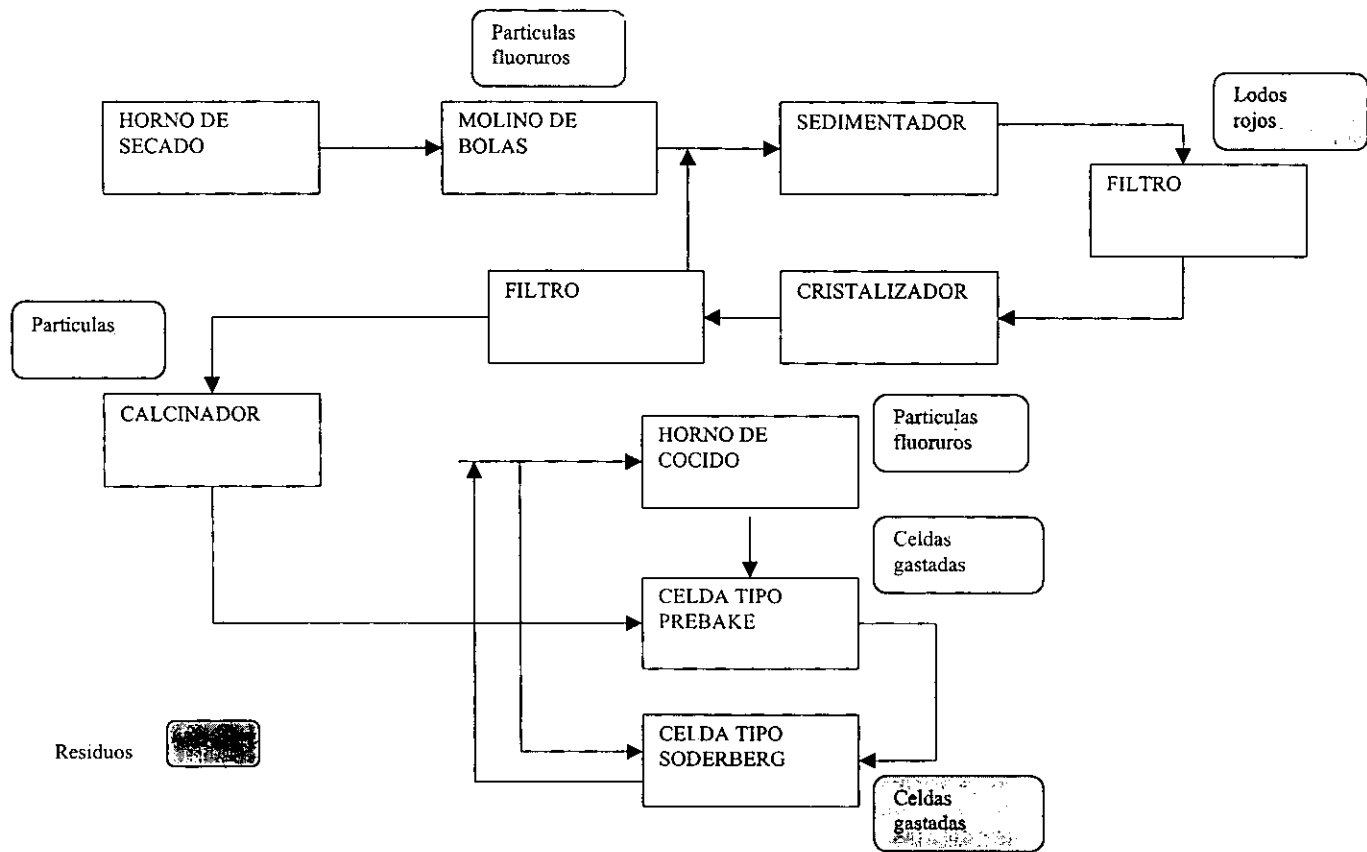 Particulas
fluoruros
HORNO DE
SECADO
MOLINO DE
BOLAS
SEDIMENTADOR
Lodos
rojos
FILTRO
FILTRO
CRISTALIZADOR
Particulas
CALCINADOR
HORNO DE
COCIDO
Particulas
fluoruros
Celdas
gastadas
CELDA TIPO
PREBAKE
CELDA TIPO
SODERBERG
Residuos
Celdas
gastadas